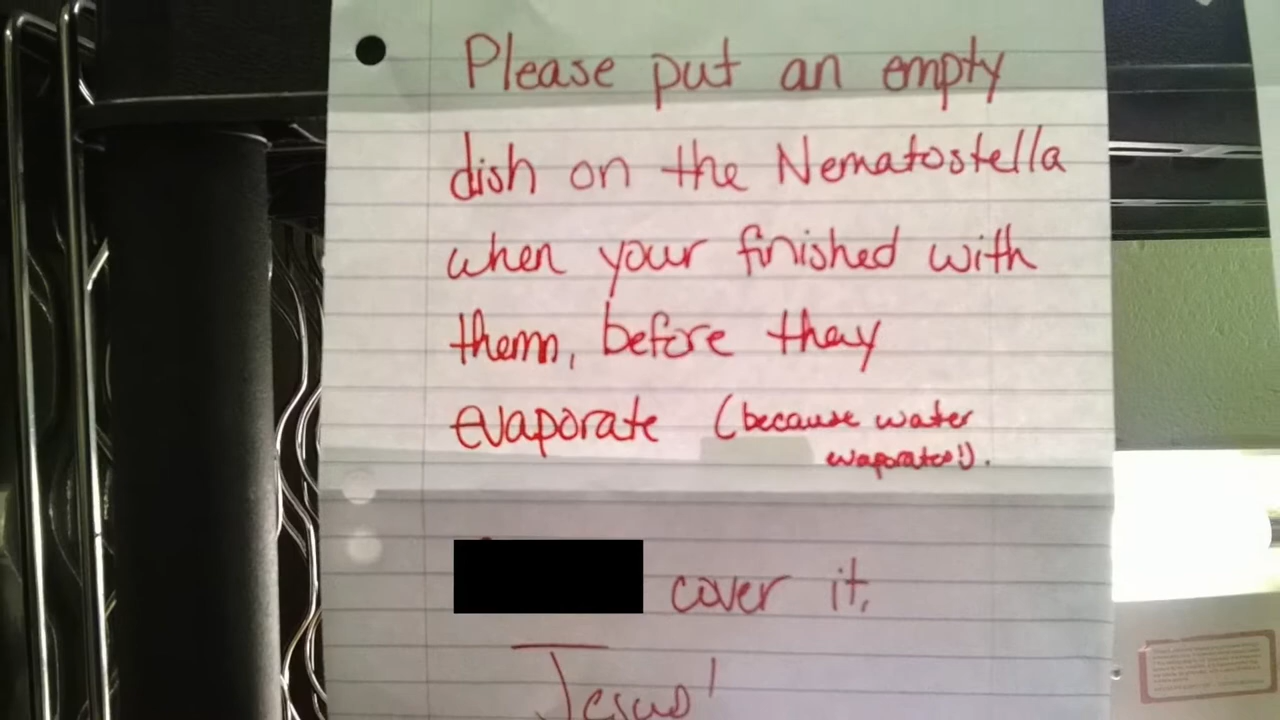 Please put an empty
dish on the Nematostella
when your finished with
them, before they
evaporate (because water
evaporates!).
cover it,
Jesus!